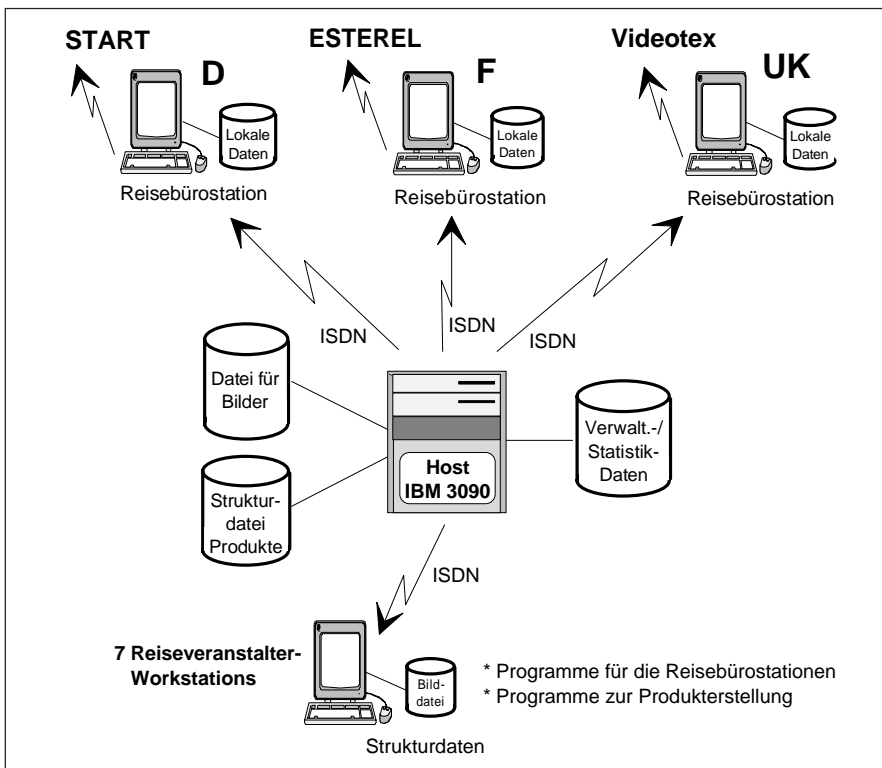 START
D
ESTEREL
F
Videotex
UK
Lokale
Daten
Lokale
Daten
Lokale
Daten
Reisebürostation
Reisebürostation
Reisebürostation
ISDN
ISDN
ISDN
Datei für
Bilder
Host
IBM 3090
Verwalt.-/
Statistik-
Daten
Struktur-
datei
Produkte
ISDN
7 Reiseveranstalter-
Workstations
Bild-
datei
* Programme für die Reisebürostationen
* Programme zur Produkterstellung
Strukturdaten